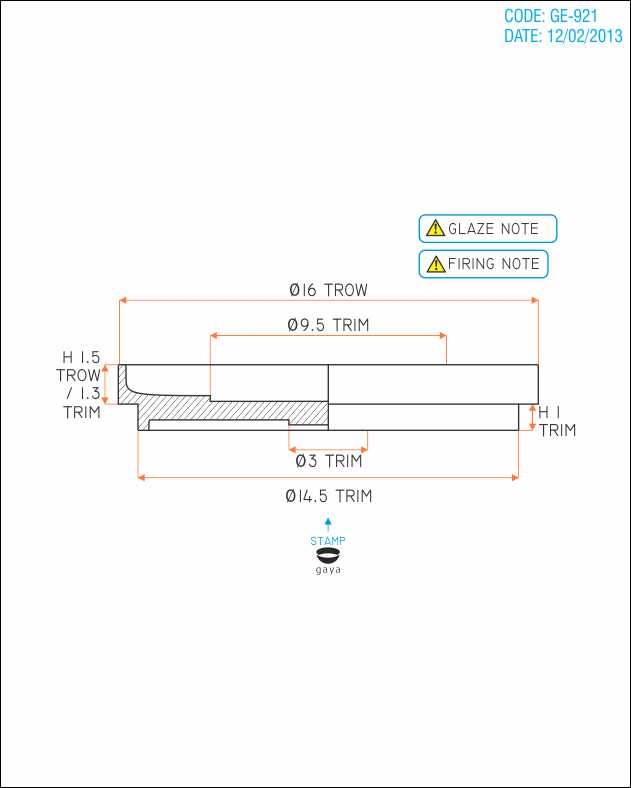 CODE: GE-921
DATE: 12/02/2013
GLAZE NOTE
FIRING NOTE
Ø16 TROW
Ø9.5 TRIM
H 1.5
TROW
/ 1.3
TRIM
H 1
TRIM
Ø3 TRIM
Ø14.5 TRIM
STAMP
gaya